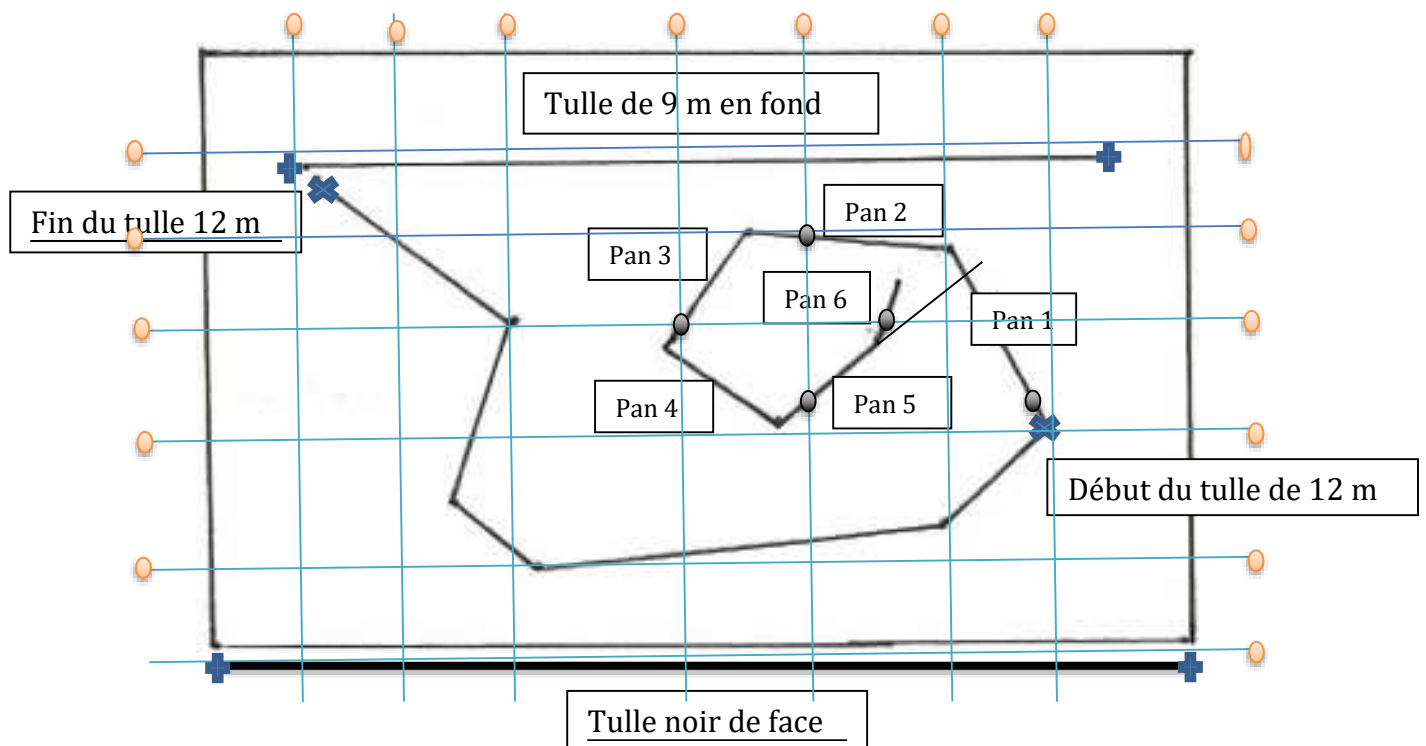 Tulle de 9 m en fond
Fin du tulle 12 m
Pan 2
Pan 3
Pan 6
Pan 1
Pan 4
Pan 5
Début du tulle de 12 m
Tulle noir de face